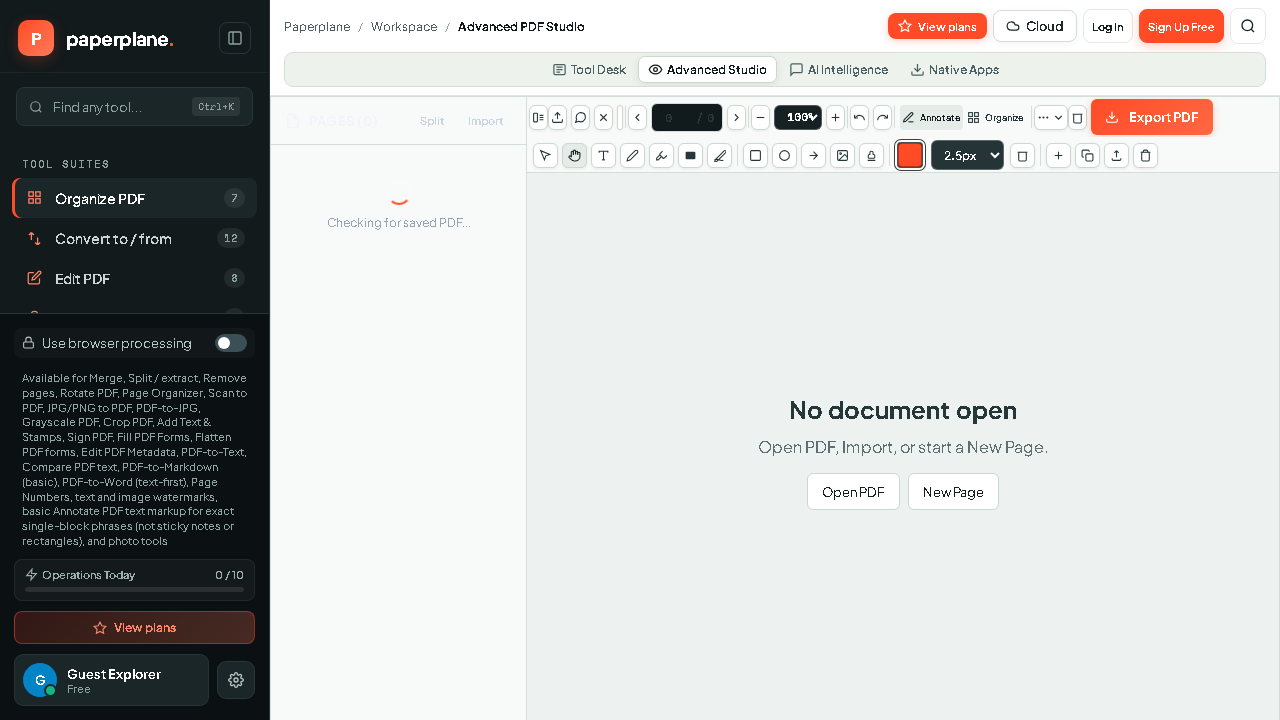 P paperplane.
Find any tool... Ctrl+K
TOOL SUITES
Organize PDF 7
Convert to / from 12
Edit PDF 8
Use browser processing
Available for Merge, Split / extract, Remove
pages, Rotate PDF, Page Organizer, Scan to
PDF, JPG/PNG to PDF, PDF-to-JPG,
Grayscale PDF, Crop PDF, Add Text &
Stamps, Sign PDF, Fill PDF Forms, Flatten
PDF forms, Edit PDF Metadata, PDF-to-Text,
Compare PDF text, PDF-to-Markdown
(basic), PDF-to-Word (text-first), Page
Numbers, text and image watermarks,
basic Annotate PDF text markup for exact
single-block phrases (not sticky notes or
rectangles), and photo tools
Operations Today 0 / 10
View plans
G Guest Explorer
Free
Paperplane / Workspace / Advanced PDF Studio
View plans Cloud Log In Sign Up Free
Tool Desk Advanced Studio AI Intelligence Native Apps
PAGES (0) Split Import
0 / 0 100% Annotate Organize Export PDF
2.5px
Checking for saved PDF...
No document open
Open PDF, Import, or start a New Page.
Open PDF New Page